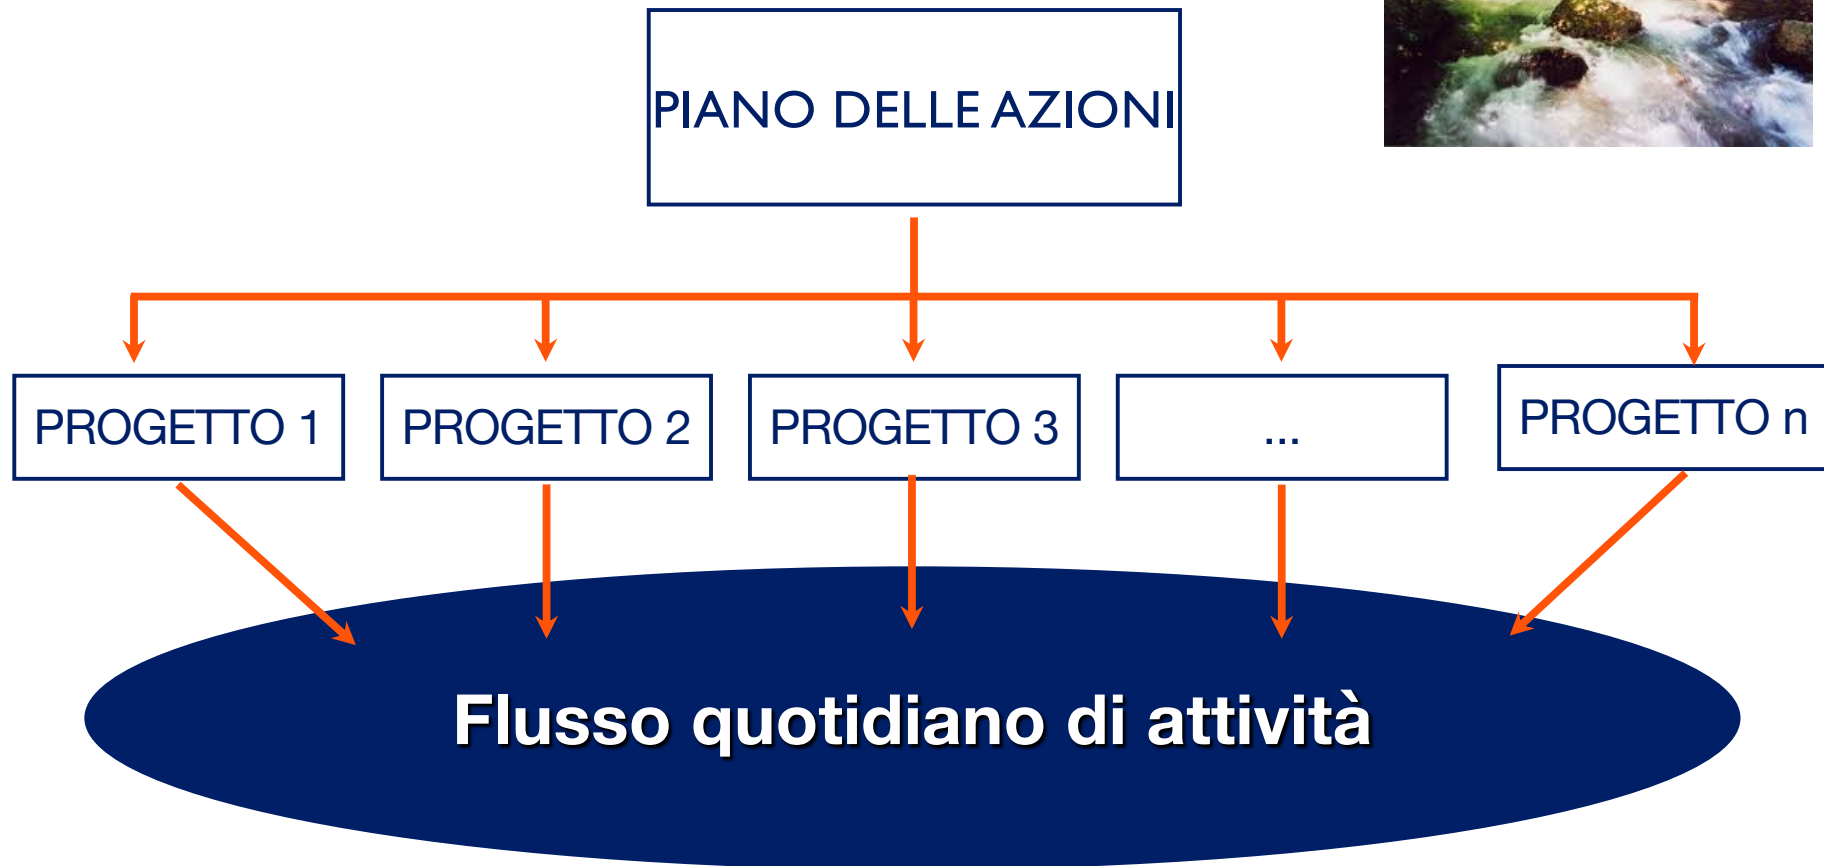 PIANO DELLE AZIONI
PROGETTO 1
PROGETTO 2
PROGETTO 3
...
PROGETTO n
Flusso quotidiano di attività